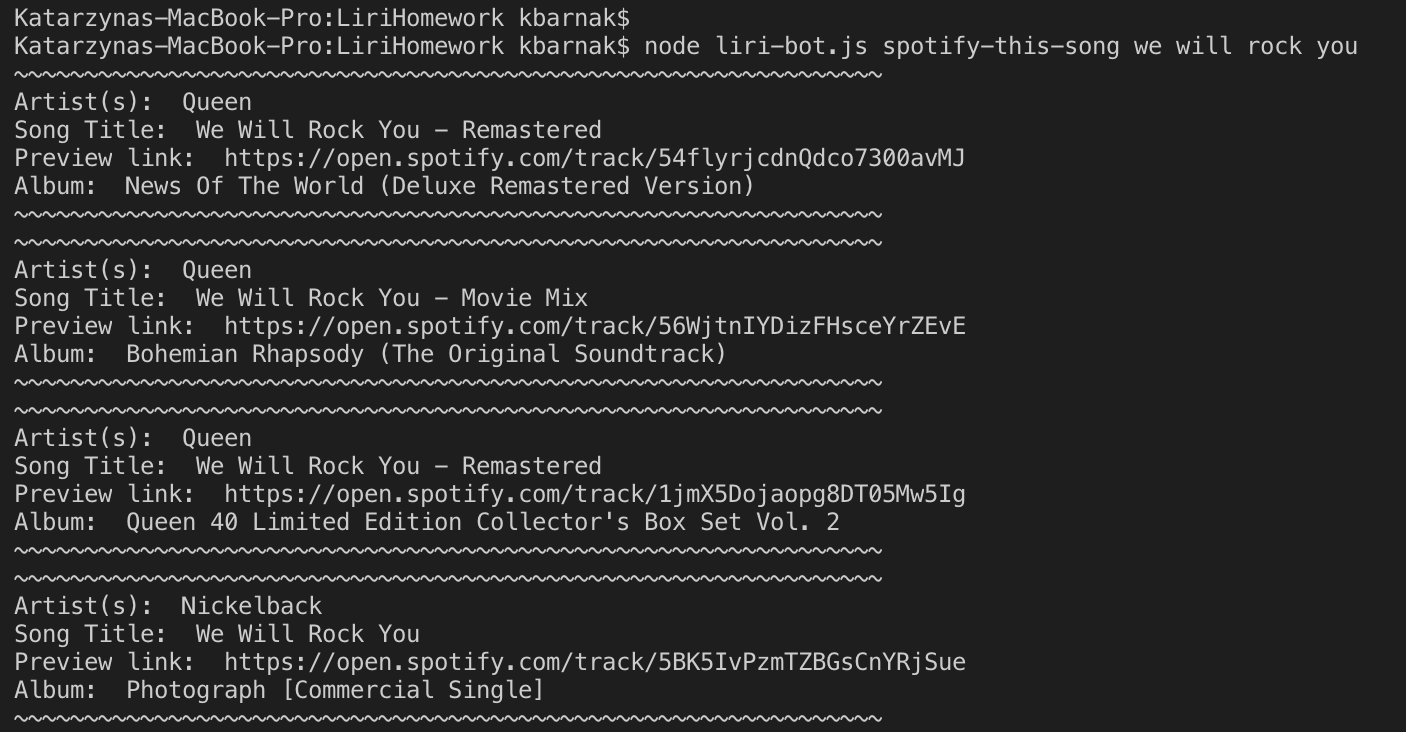 Katarzynas-MacBook-Pro:LiriHomework kbarnak$
Katarzynas-MacBook-Pro:LiriHomework kbarnak$ node liri-bot.js spotify-this-song we will rock you
~~~~~~~~~~~~~~~~~~~~~~~~~~~~~~~~~~~~~~~~~~~~~~~~~~~~~~~~~~~~~~
Artist(s):  Queen
Song Title:  We Will Rock You - Remastered
Preview link:  https://open.spotify.com/track/54flyrjcdnQdco7300avMJ
Album:  News Of The World (Deluxe Remastered Version)
~~~~~~~~~~~~~~~~~~~~~~~~~~~~~~~~~~~~~~~~~~~~~~~~~~~~~~~~~~~~~~
~~~~~~~~~~~~~~~~~~~~~~~~~~~~~~~~~~~~~~~~~~~~~~~~~~~~~~~~~~~~~~
Artist(s):  Queen
Song Title:  We Will Rock You - Movie Mix
Preview link:  https://open.spotify.com/track/56WjtnIYDizFHsceYrZEvE
Album:  Bohemian Rhapsody (The Original Soundtrack)
~~~~~~~~~~~~~~~~~~~~~~~~~~~~~~~~~~~~~~~~~~~~~~~~~~~~~~~~~~~~~~
~~~~~~~~~~~~~~~~~~~~~~~~~~~~~~~~~~~~~~~~~~~~~~~~~~~~~~~~~~~~~~
Artist(s):  Queen
Song Title:  We Will Rock You - Remastered
Preview link:  https://open.spotify.com/track/1jmX5Dojaopg8DT05Mw5Ig
Album:  Queen 40 Limited Edition Collector's Box Set Vol. 2
~~~~~~~~~~~~~~~~~~~~~~~~~~~~~~~~~~~~~~~~~~~~~~~~~~~~~~~~~~~~~~
~~~~~~~~~~~~~~~~~~~~~~~~~~~~~~~~~~~~~~~~~~~~~~~~~~~~~~~~~~~~~~
Artist(s):  Nickelback
Song Title:  We Will Rock You
Preview link:  https://open.spotify.com/track/5BK5IvPzmTZBGsCnYRjSue
Album:  Photograph [Commercial Single]
~~~~~~~~~~~~~~~~~~~~~~~~~~~~~~~~~~~~~~~~~~~~~~~~~~~~~~~~~~~~~~